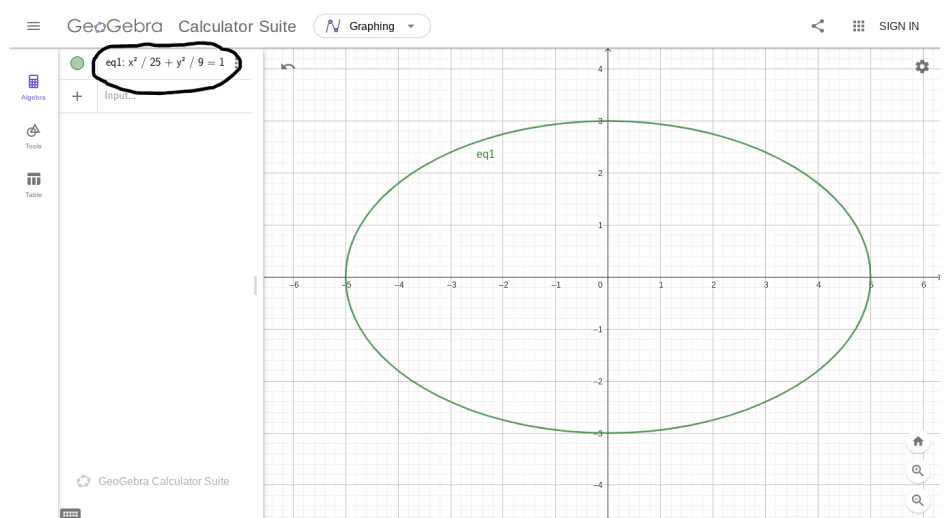 GeoGebra Calculator Suite Graphing SIGN IN
eq1: x² / 25 + y² / 9 = 1
Input...
Algebra
Tools
Table
eq1
4
3
2
1
–6 –5 –4 –3 –2 –1 0 1 2 3 4 5 6
–1
–2
–3
–4
GeoGebra Calculator Suite